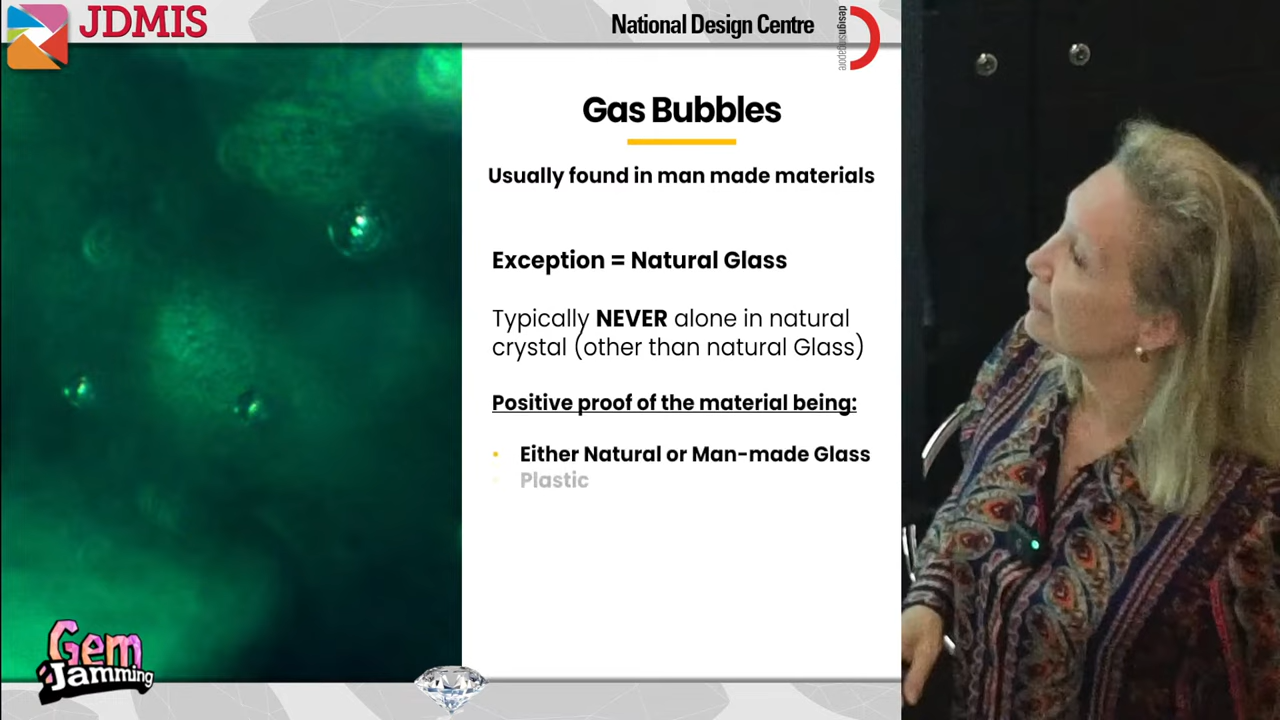 JDMIS
National Design Centre
designsingapore
Gas Bubbles
Usually found in man made materials
Exception = Natural Glass
Typically NEVER alone in natural
crystal (other than natural Glass)
Positive proof of the material being:
• Either Natural or Man-made Glass
• Plastic
Gem
Jamming